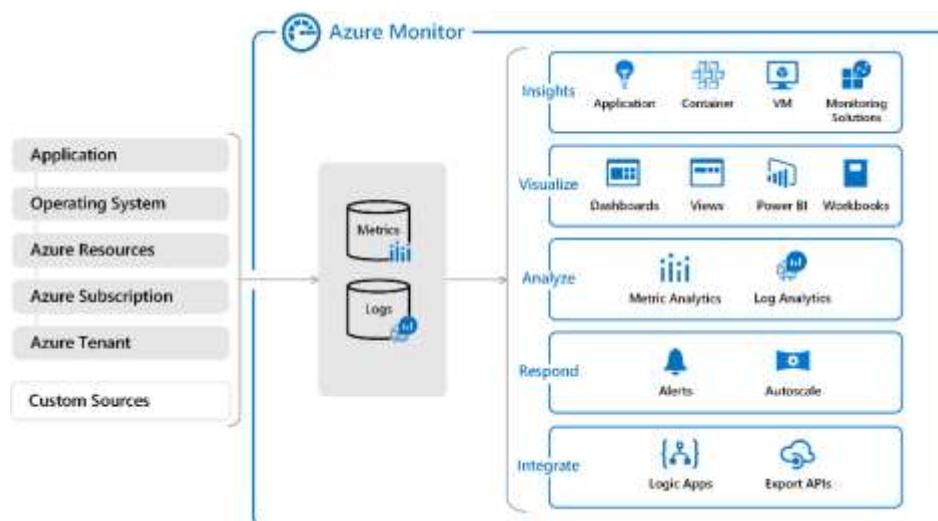 Azure Monitor
Application
Operating System
Azure Resources
Azure Subscription
Azure Tenant
Custom Sources
Metrics
Logs
Insights
Application
Container
VM
Monitoring
Solutions
Visualize
Dashboards
Views
Power BI
Workbooks
Analyze
Metric Analytics
Log Analytics
Respond
Alerts
Autoscale
Integrate
Logic Apps
Export APIs